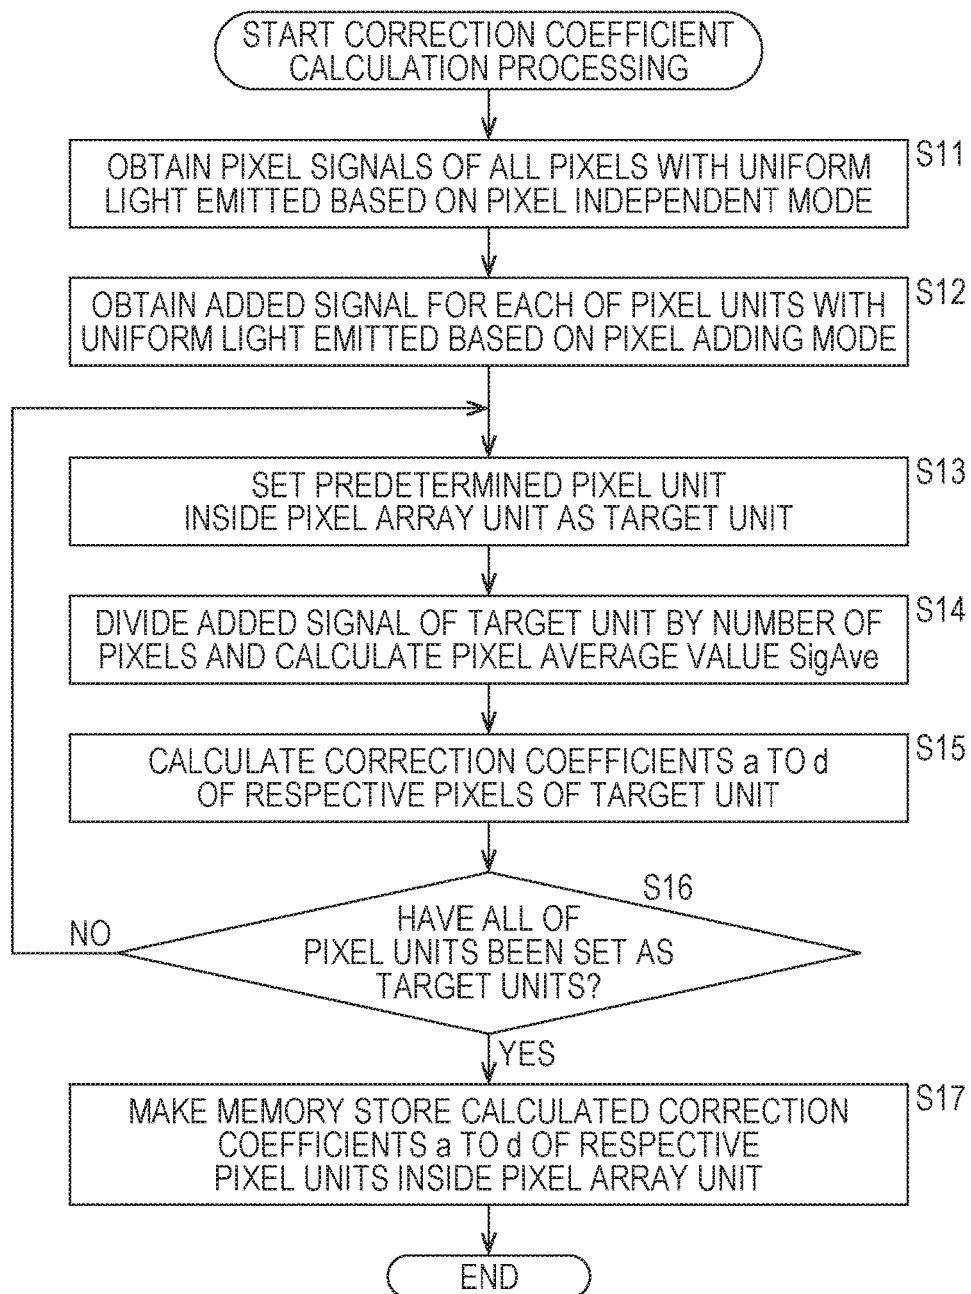 START CORRECTION COEFFICIENT
CALCULATION PROCESSING
S11
OBTAIN PIXEL SIGNALS OF ALL PIXELS WITH UNIFORM
LIGHT EMITTED BASED ON PIXEL INDEPENDENT MODE
S12
OBTAIN ADDED SIGNAL FOR EACH OF PIXEL UNITS WITH
UNIFORM LIGHT EMITTED BASED ON PIXEL ADDING MODE
S13
SET PREDETERMINED PIXEL UNIT
INSIDE PIXEL ARRAY UNIT AS TARGET UNIT
S14
DIVIDE ADDED SIGNAL OF TARGET UNIT BY NUMBER OF
PIXELS AND CALCULATE PIXEL AVERAGE VALUE SigAve
S15
CALCULATE CORRECTION COEFFICIENTS a TO d
OF RESPECTIVE PIXELS OF TARGET UNIT
S16
HAVE ALL OF
PIXEL UNITS BEEN SET AS
TARGET UNITS?
NO
YES
S17
MAKE MEMORY STORE CALCULATED CORRECTION
COEFFICIENTS a TO d OF RESPECTIVE
PIXEL UNITS INSIDE PIXEL ARRAY UNIT
END